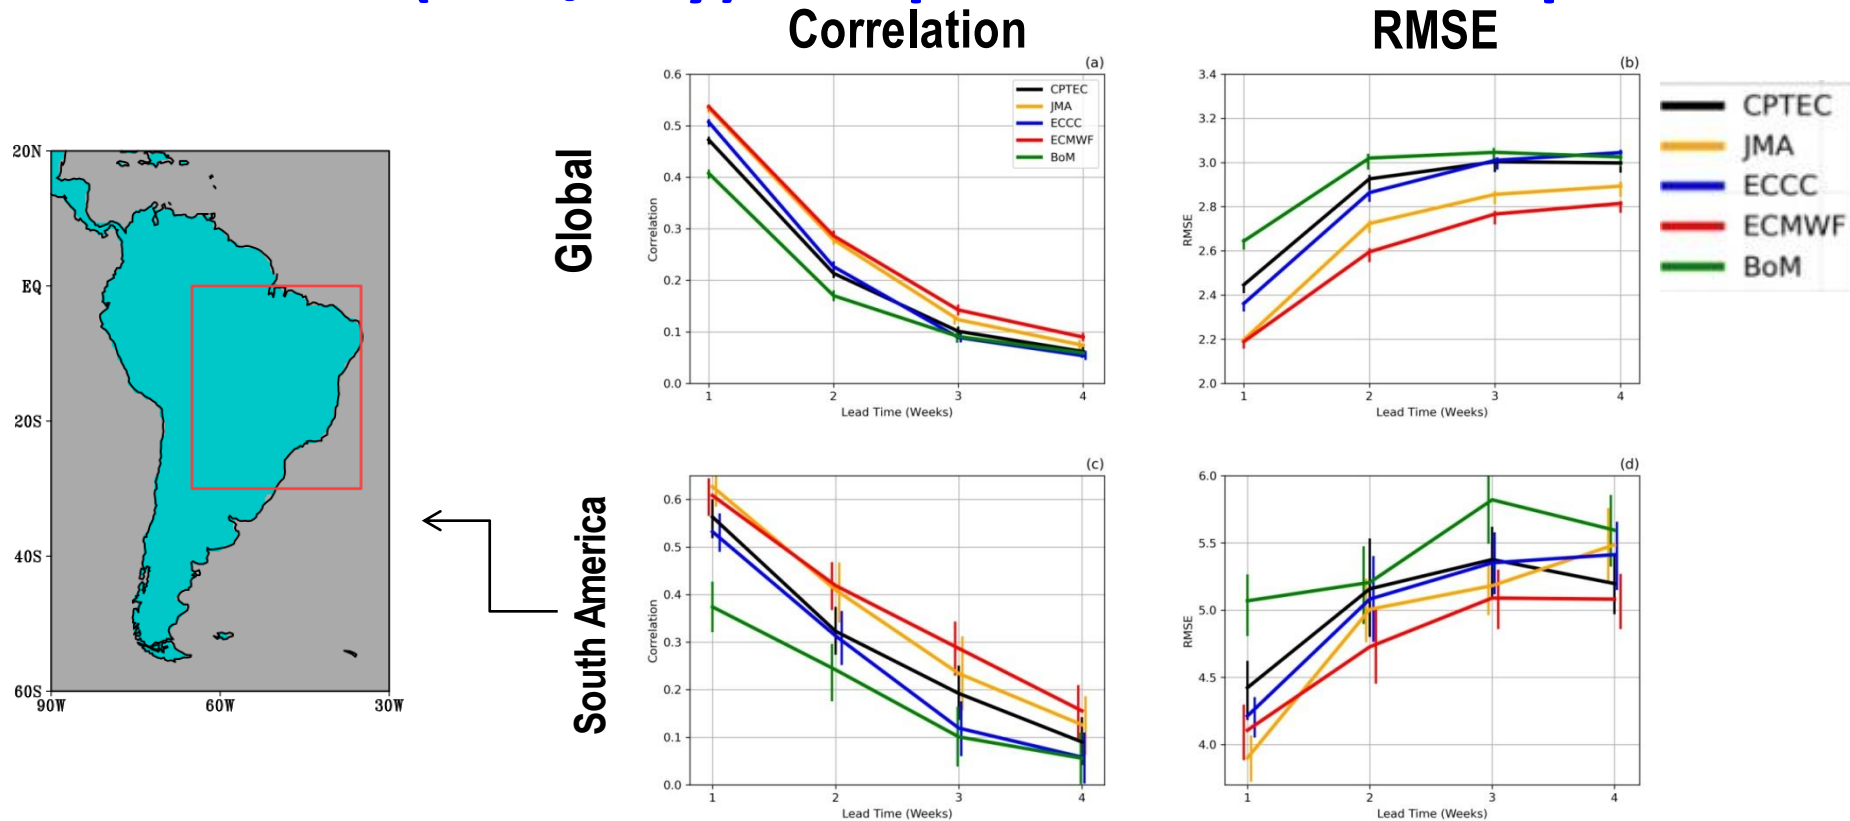 Correlation
RMSE
Global
South America
20N
EQ
20S
40S
60S
90W
60W
30W
(a)
0.6
0.5
0.4
0.3
0.2
0.1
0.0
Correlation
CPTEC
JMA
ECCC
ECMWF
BoM
1
2
3
4
Lead Time (Weeks)
(b)
3.4
3.2
3.0
2.8
2.6
2.4
2.2
2.0
RMSE
1
2
3
4
Lead Time (Weeks)
CPTEC
JMA
ECCC
ECMWF
BoM
(c)
0.6
0.5
0.4
0.3
0.2
0.1
0.0
Correlation
1
2
3
4
Lead Time (Weeks)
(d)
6.0
5.5
5.0
4.5
4.0
RMSE
1
2
3
4
Lead Time (Weeks)